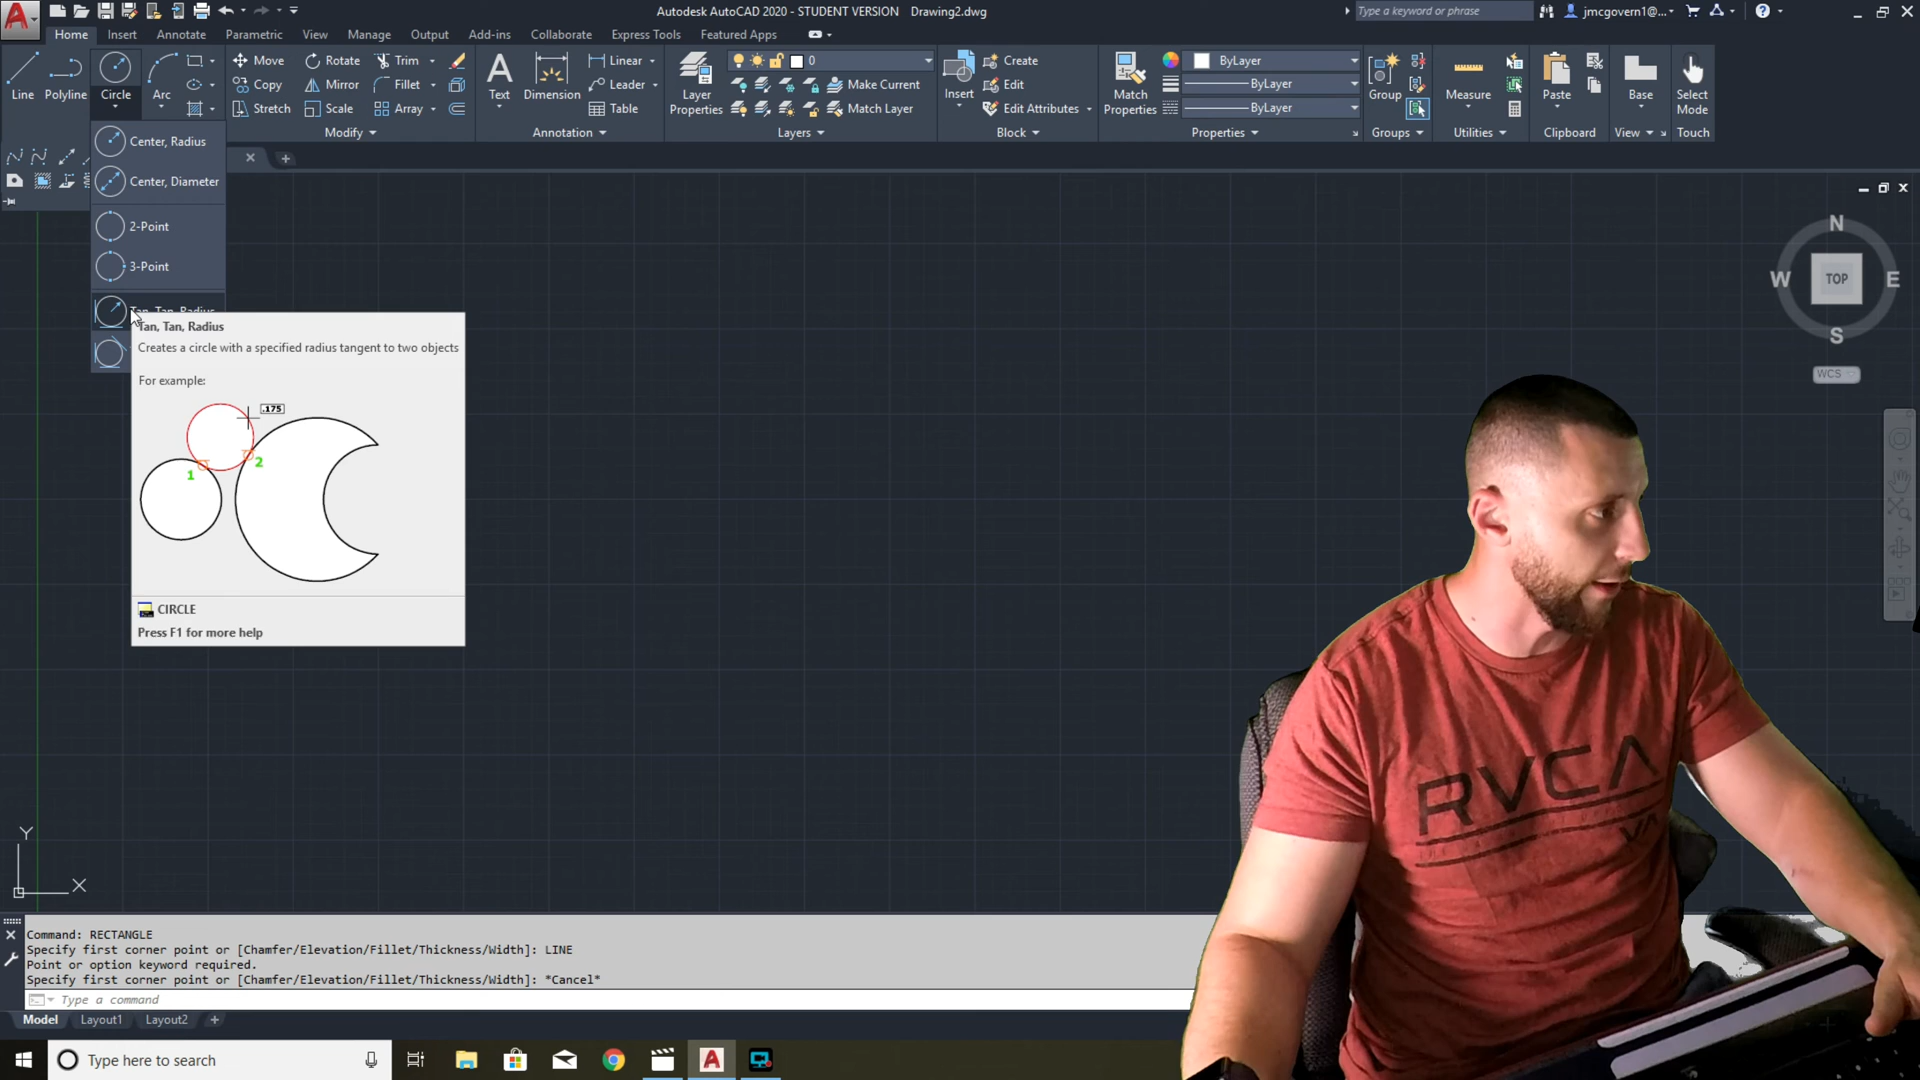 Autodesk AutoCAD 2020 - STUDENT VERSION Drawing2.dwg
Type a keyword or phrase
jmcgovern1@...
Home Insert Annotate Parametric View Manage Output Add-ins Collaborate Express Tools Featured Apps
Line Polyline Circle Arc
Move Rotate Trim
Copy Mirror Fillet
Stretch Scale Array
Modify
Text Dimension
Linear
Leader
Table
Annotation
Layer Properties
0
Make Current
Match Layer
Layers
Insert
Create
Edit
Edit Attributes
Block
Match Properties
ByLayer
ByLayer
ByLayer
Properties
Group
Groups
Measure
Utilities
Paste
Clipboard
Base
View
Select Mode
Touch
Center, Radius
Center, Diameter
2-Point
3-Point
Tan, Tan, Radius
Tan, Tan, Radius
Creates a circle with a specified radius tangent to two objects
For example:
.175
1
2
CIRCLE
Press F1 for more help
N
W TOP E
S
WCS
RVCA
VA
Y
X
Command: RECTANGLE
Specify first corner point or [Chamfer/Elevation/Fillet/Thickness/Width]: LINE
Point or option keyword required.
Specify first corner point or [Chamfer/Elevation/Fillet/Thickness/Width]: *Cancel*
Type a command
Model Layout1 Layout2
Type here to search